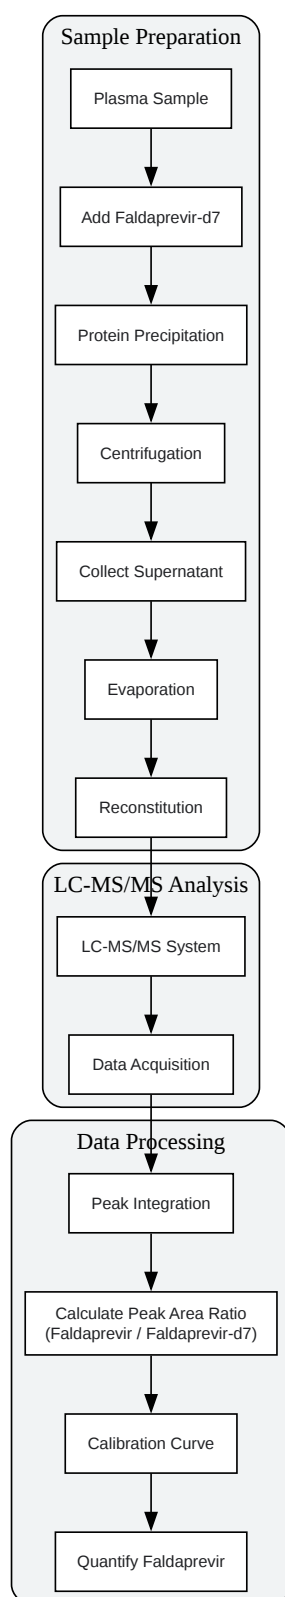 Sample Preparation
Plasma Sample
Add Faldaprevir-d7
Protein Precipitation
Centrifugation
Collect Supernatant
Evaporation
Reconstitution
LC-MS/MS Analysis
LC-MS/MS System
Data Acquisition
Data Processing
Peak Integration
Calculate Peak Area Ratio
(Faldaprevir / Faldaprevir-d7)
Calibration Curve
Quantify Faldaprevir